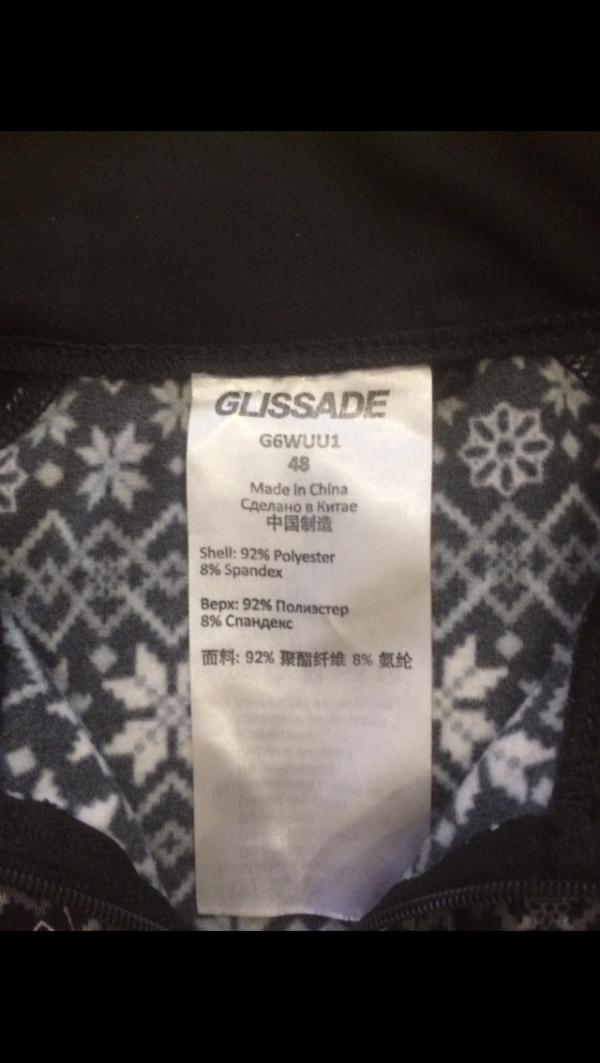 GLISSADE
G6WUU1
48
Made in China
Сделано в Китае
中国制造
Shell: 92% Polyester
8% Spandex
Верх: 92% Полиэстер
8% Спандекс
面料: 92% 聚酯纤维 8% 氨纶